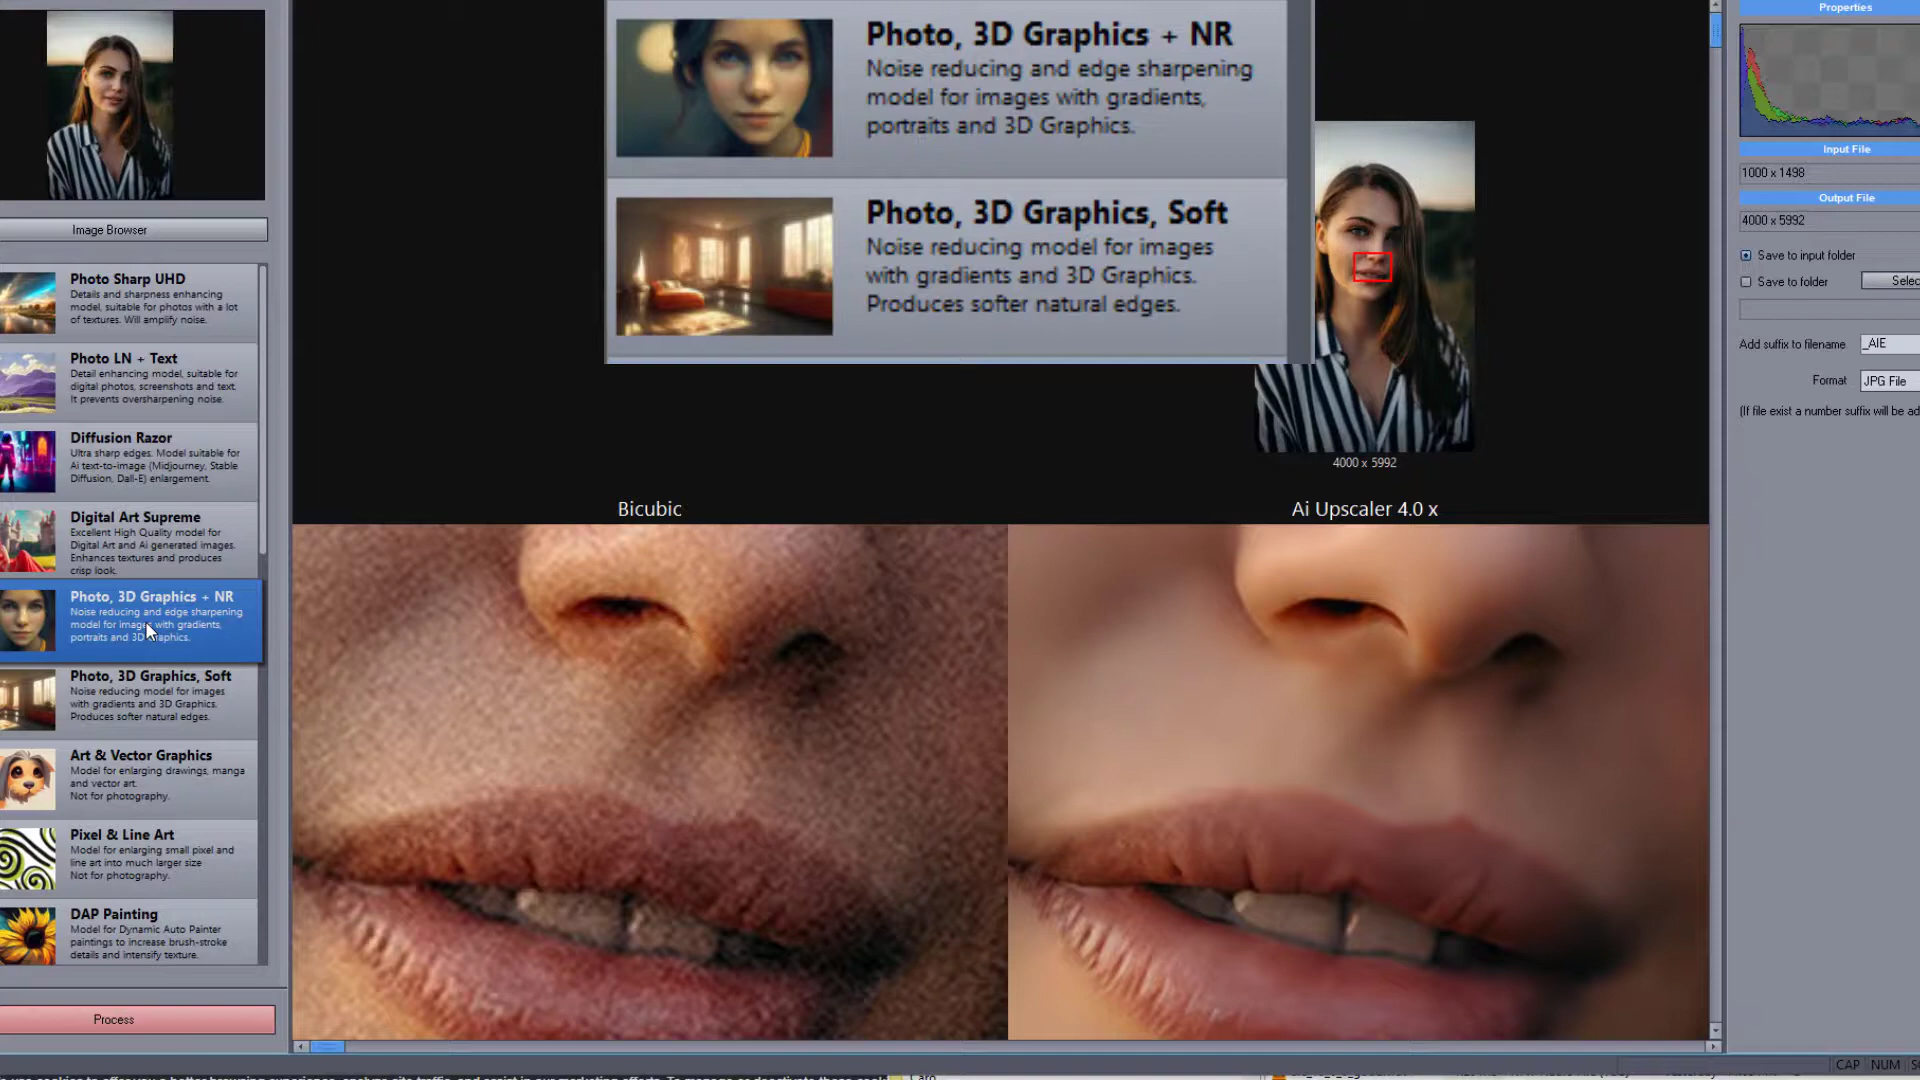 Image Browser
Photo Sharp UHD
Details and sharpness enhancing
model, suitable for photos with a lot
of textures. Will amplify noise.
Photo LN + Text
Detail enhancing model, suitable for
digital photos, screenshots and text.
It prevents oversharpening noise.
Diffusion Razor
Ultra sharp edges. Model suitable for
Ai text-to-image (Midjourney, Stable
Diffusion, Dall-E) enlargement.
Digital Art Supreme
Excellent High Quality model for
Digital Art and Ai generated images.
Enhances textures and produces
crisp look.
Photo, 3D Graphics + NR
Noise reducing and edge sharpening
model for images with gradients,
portraits and 3D Graphics.
Photo, 3D Graphics, Soft
Noise reducing model for images
with gradients and 3D Graphics.
Produces softer natural edges.
Art & Vector Graphics
Model for enlarging drawings, manga
and vector art.
Not for photography.
Pixel & Line Art
Model for enlarging small pixel and
line art into much larger size
Not for photography.
DAP Painting
Model for Dynamic Auto Painter
paintings to increase brush-stroke
details and intensify texture.
Process
Photo, 3D Graphics + NR
Noise reducing and edge sharpening
model for images with gradients,
portraits and 3D Graphics.
Photo, 3D Graphics, Soft
Noise reducing model for images
with gradients and 3D Graphics.
Produces softer natural edges.
4000 x 5992
Bicubic
Ai Upscaler 4.0 x
Properties
Input File
1000 x 1498
Output File
4000 x 5992
Save to input folder
Save to folder
Selec
Add suffix to filename
_AIE
Format
JPG File
(If file exist a number suffix will be ad
CAP
NUM